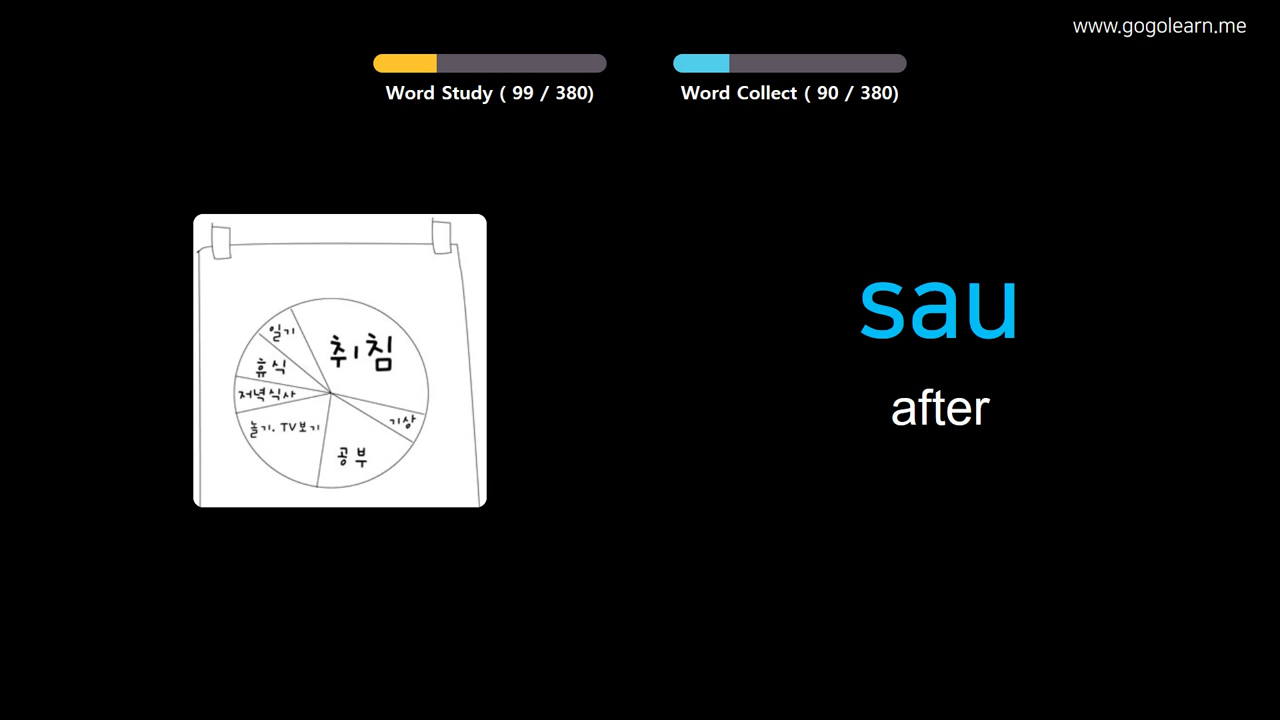 www.gogolearn.me
Word Study ( 99 / 380)
Word Collect ( 90 / 380)
일기
취침
휴식
저녁식사
기상
놀기. TV보기
공부
sau
after